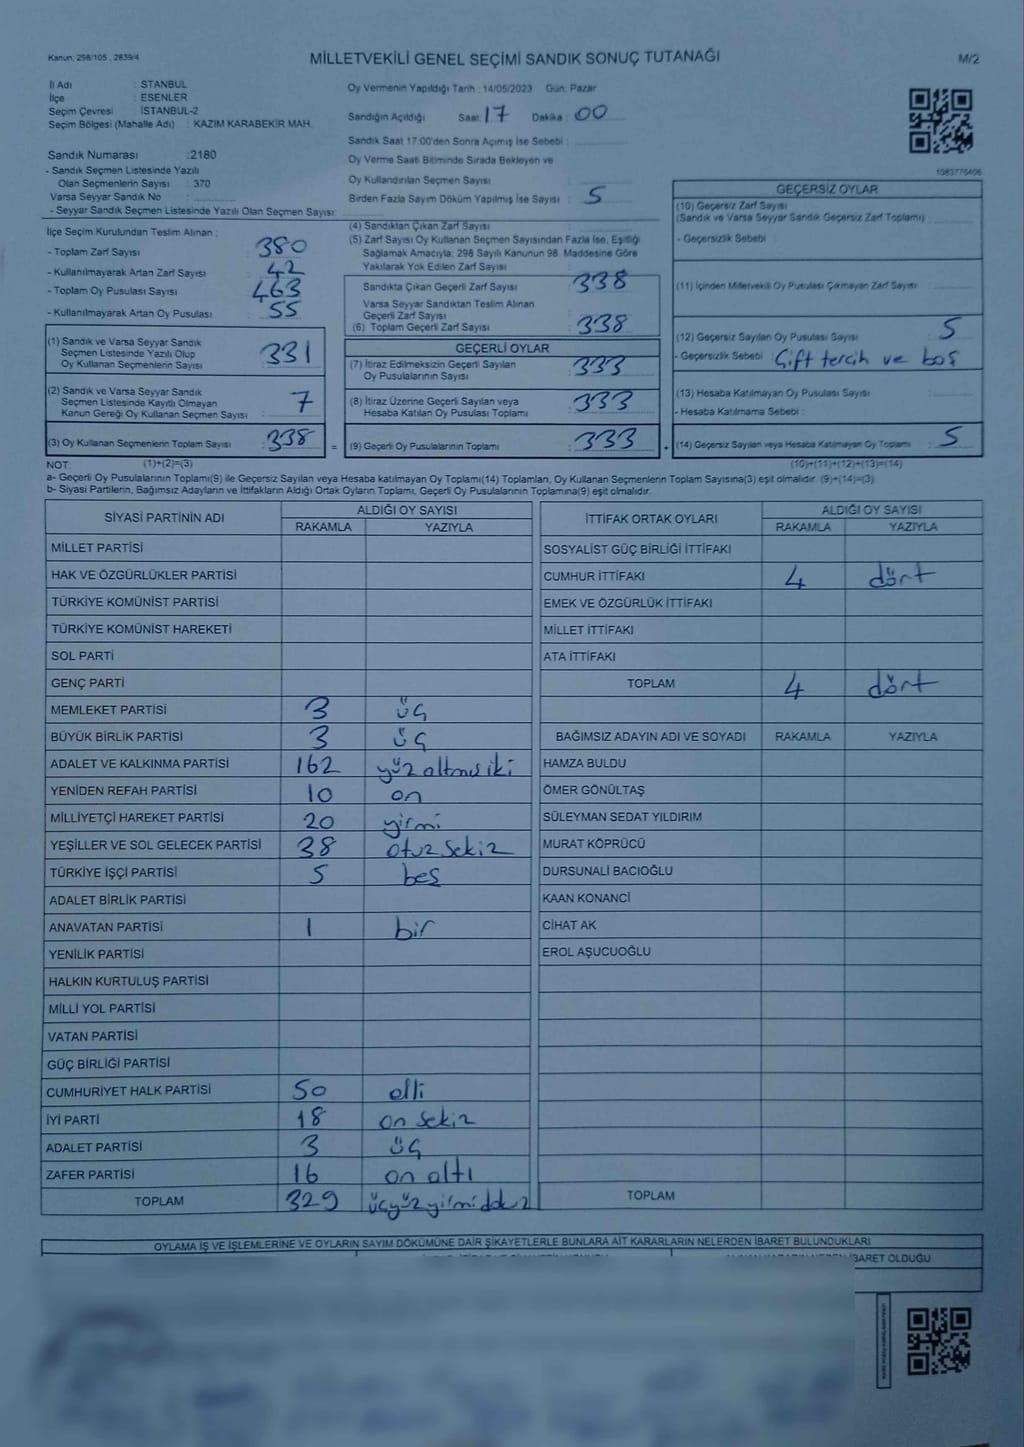 Kanun, 298/105 , 2839/4
MİLLETVEKİLİ GENEL SEÇİMİ SANDIK SONUÇ TUTANAĞI
M/2
İl Adı : STANBUL
İlçe : ESENLER
Seçim Çevresi : İSTANBUL-2
Seçim Bölgesi (Mahalle Adı) : KAZIM KARABEKİR MAH.
Oy Vermenin Yapıldığı Tarih : 14/05/2023 Gün: Pazar
Sandığın Açıldığı Saat 17 Dakika : 00
Sandık Saat 17:00'den Sonra Açımış İse Sebebi :
Oy Verme Saati Bitiminde Sırada Bekleyen ve
Oy Kullandırılan Seçmen Sayısı :
Birden Fazla Sayım Döküm Yapılmış İse Sayısı : 5
Sandık Numarası :2180
- Sandık Seçmen Listesinde Yazılı
Olan Seçmenlerin Sayısı : 370
Varsa Seyyar Sandık No :
- Seyyar Sandık Seçmen Listesinde Yazılı Olan Seçmen Sayısı:
İlçe Seçim Kurulundan Teslim Alınan :
- Toplam Zarf Sayısı : 380
- Kullanılmayarak Artan Zarf Sayısı : 42
- Toplam Oy Pusulası Sayısı : 463
- Kullanılmayarak Artan Oy Pusulası : 55
(1) Sandık ve Varsa Seyyar Sandık
Seçmen Listesinde Yazılı Olup
Oy Kullanan Seçmenlerin Sayısı : 331
(2) Sandık ve Varsa Seyyar Sandık
Seçmen Listesinde Kayıtlı Olmayan
Kanun Gereği Oy Kullanan Seçmen Sayısı : 7
(3) Oy Kullanan Seçmenlerin Toplam Sayısı : 338
(4) Sandıktan Çıkan Zarf Sayısı :
(5) Zarf Sayısı Oy Kullanan Seçmen Sayısından Fazla İse, Eşitliği
Sağlamak Amacıyla; 298 Sayılı Kanunun 98. Maddesine Göre
Yakılarak Yok Edilen Zarf Sayısı :
Sandıkta Çıkan Geçerli Zarf Sayısı : 338
Varsa Seyyar Sandıktan Teslim Alınan
Geçerli Zarf Sayısı
(6) Toplam Geçerli Zarf Sayısı : 338
GEÇERLİ OYLAR
(7) İtiraz Edilmeksizin Geçerli Sayılan
Oy Pusulalarının Sayısı : 333
(8) İtiraz Üzerine Geçerli Sayılan veya
Hesaba Katılan Oy Pusulası Toplamı : 333
= (9) Geçerli Oy Pusulalarının Toplamı : 333 +
GEÇERSİZ OYLAR
(10) Geçersiz Zarf Sayısı
(Sandık ve Varsa Seyyar Sandık Geçersiz Zarf Toplamı) :
- Geçersizlik Sebebi :
(11) İçinden Milletvekili Oy Pusulası Çıkmayan Zarf Sayısı :
(12) Geçersiz Sayılan Oy Pusulası Sayısı : 5
- Geçersizlik Sebebi : Çift tercih ve boş
(13) Hesaba Katılmayan Oy Pusulası Sayısı :
- Hesaba Katılmama Sebebi :
(14) Geçersiz Sayılan veya Hesaba Katılmayan Oy Toplamı : 5
NOT: (1)+(2)=(3) (10)+(11)+(12)+(13)=(14)
a- Geçerli Oy Pusulalarının Toplamı(9) ile Geçersiz Sayılan veya Hesaba katılmayan Oy Toplamı(14) Toplamları, Oy Kullanan Seçmenlerin Toplam Sayısına(3) eşit olmalıdır. (9)+(14)=(3)
b- Siyasi Partilerin, Bağımsız Adayların ve İttifakların Aldığı Ortak Oyların Toplamı, Geçerli Oy Pusulalarının Toplamına(9) eşit olmalıdır.
SİYASİ PARTİNİN ADI ALDIĞI OY SAYISI
RAKAMLA YAZIYLA
MİLLET PARTİSİ
HAK VE ÖZGÜRLÜKLER PARTİSİ
TÜRKİYE KOMÜNİST PARTİSİ
TÜRKİYE KOMÜNİST HAREKETİ
SOL PARTİ
GENÇ PARTİ
MEMLEKET PARTİSİ 3 üç
BÜYÜK BİRLİK PARTİSİ 3 üç
ADALET VE KALKINMA PARTİSİ 162 yüz altmış iki
YENİDEN REFAH PARTİSİ 10 on
MİLLİYETÇİ HAREKET PARTİSİ 20 yirmi
YEŞİLLER VE SOL GELECEK PARTİSİ 38 otuz sekiz
TÜRKİYE İŞÇİ PARTİSİ 5 beş
ADALET BİRLİK PARTİSİ
ANAVATAN PARTİSİ 1 bir
YENİLİK PARTİSİ
HALKIN KURTULUŞ PARTİSİ
MİLLİ YOL PARTİSİ
VATAN PARTİSİ
GÜÇ BİRLİĞİ PARTİSİ
CUMHURİYET HALK PARTİSİ 50 elli
İYİ PARTİ 18 on sekiz
ADALET PARTİSİ 3 üç
ZAFER PARTİSİ 16 on altı
TOPLAM 329
İTTİFAK ORTAK OYLARI ALDIĞI OY SAYISI
RAKAMLA YAZIYLA
SOSYALİST GÜÇ BİRLİĞİ İTTİFAKI
CUMHUR İTTİFAKI 4 dört
EMEK VE ÖZGÜRLÜK İTTİFAKI
MİLLET İTTİFAKI
ATA İTTİFAKI
TOPLAM 4 dört
BAĞIMSIZ ADAYIN ADI VE SOYADI RAKAMLA YAZIYLA
HAMZA BULDU
ÖMER GÖNÜLTAŞ
SÜLEYMAN SEDAT YILDIRIM
MURAT KÖPRÜCÜ
DURSUNALİ BACIOĞLU
KAAN KONANCİ
CİHAT AK
EROL AŞUCUOĞLU
TOPLAM
OYLAMA İŞ VE İŞLEMLERİNE VE OYLARIN SAYIM DÖKÜMÜNE DAİR ŞİKAYETLERLE BUNLARA AİT KARARLARIN NELERDEN İBARET BULUNDUKLARI
İBARET OLDUĞU